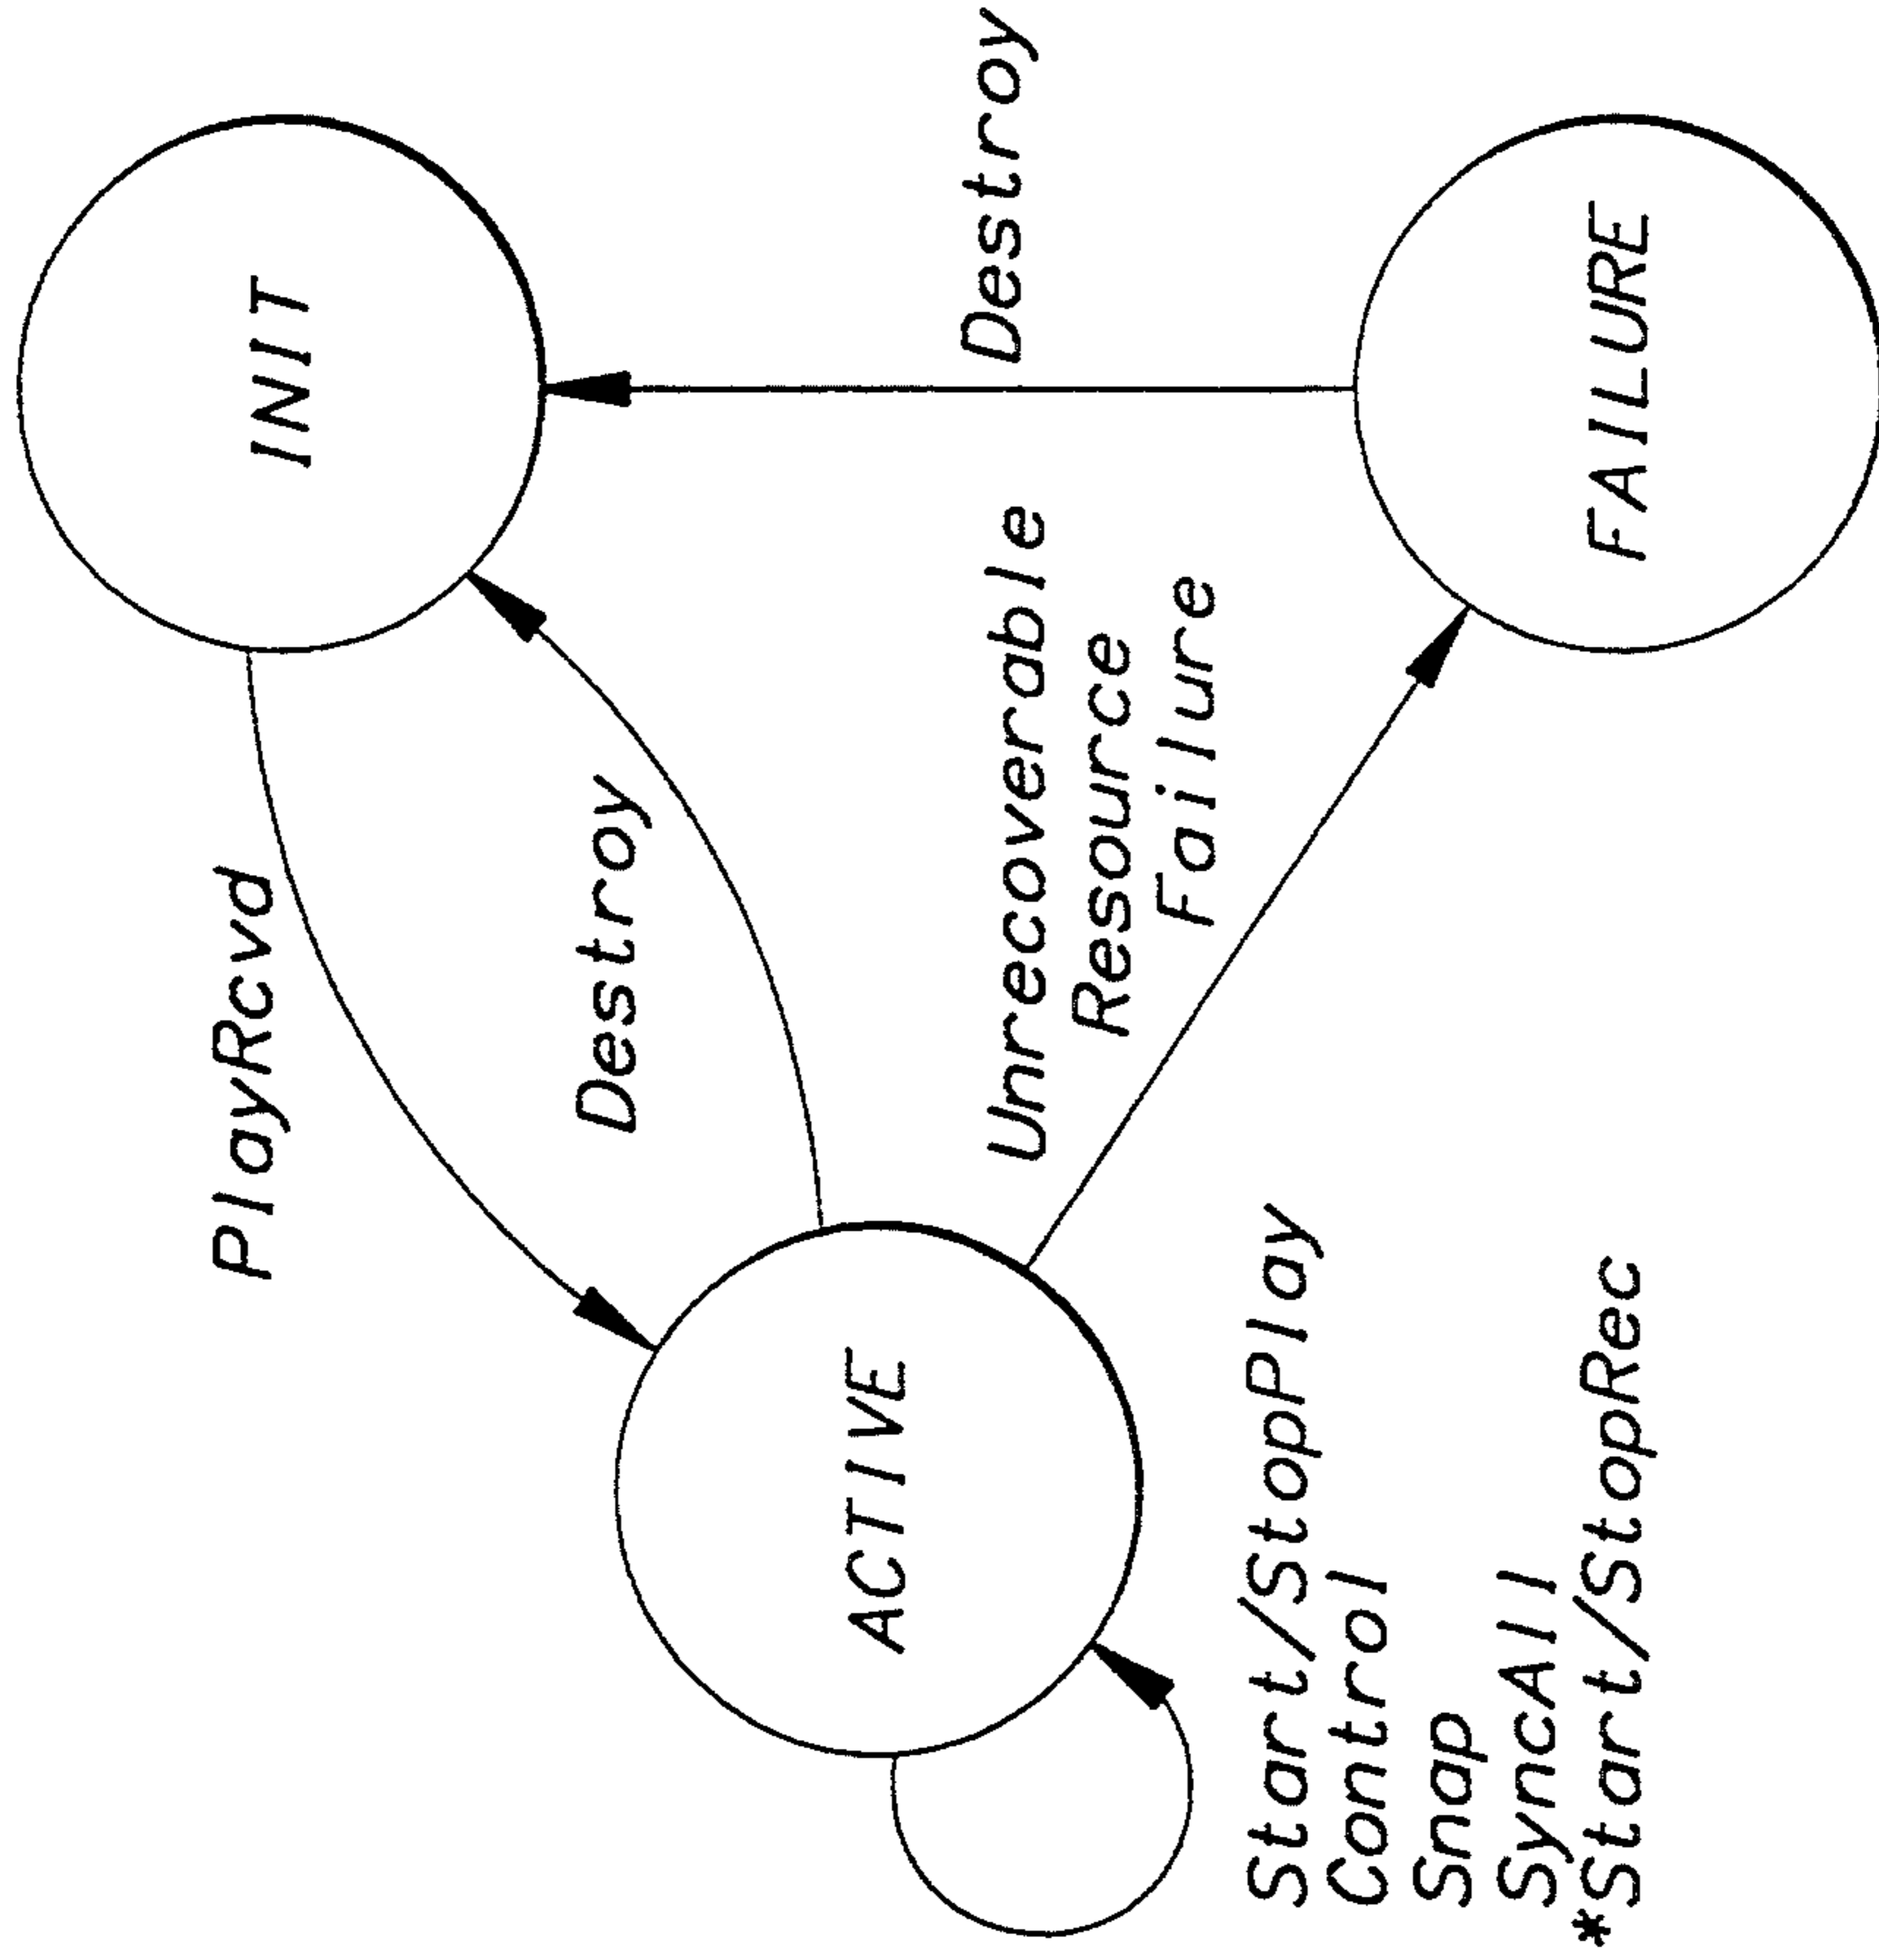 PlayRcvd
INIT
Destroy
ACTIVE
Destroy
Unrecoverable
Resource
Failure
Start/StopPlay
Control
Snap
SyncAll
*Start/StopRec
FAILURE